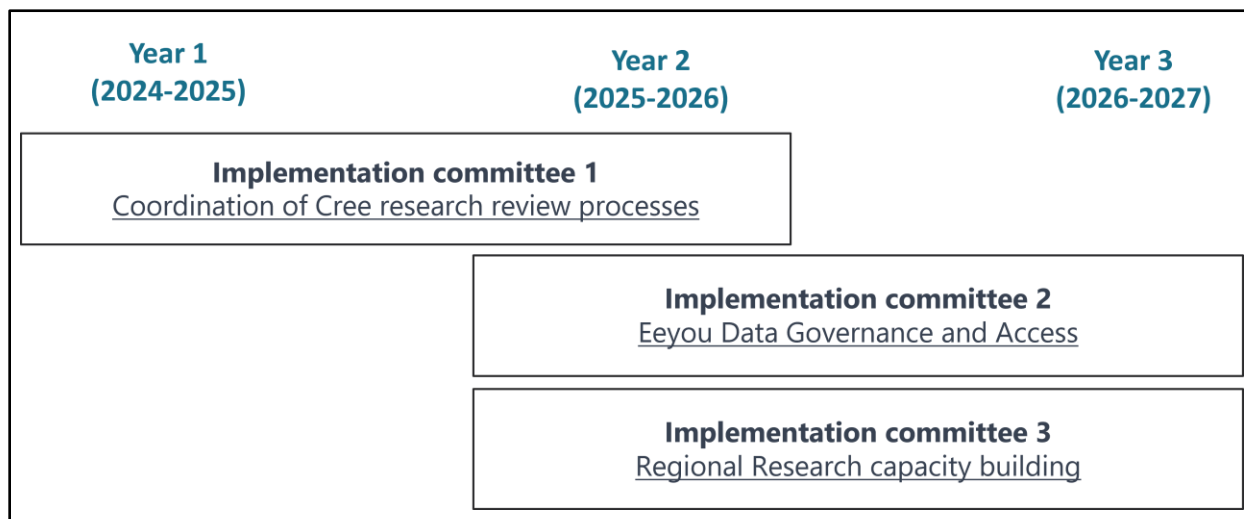 Year 1
(2024-2025)
Year 2
(2025-2026)
Year 3
(2026-2027)
Implementation committee 1
Coordination of Cree research review processes
Implementation committee 2
Eeyou Data Governance and Access
Implementation committee 3
Regional Research capacity building